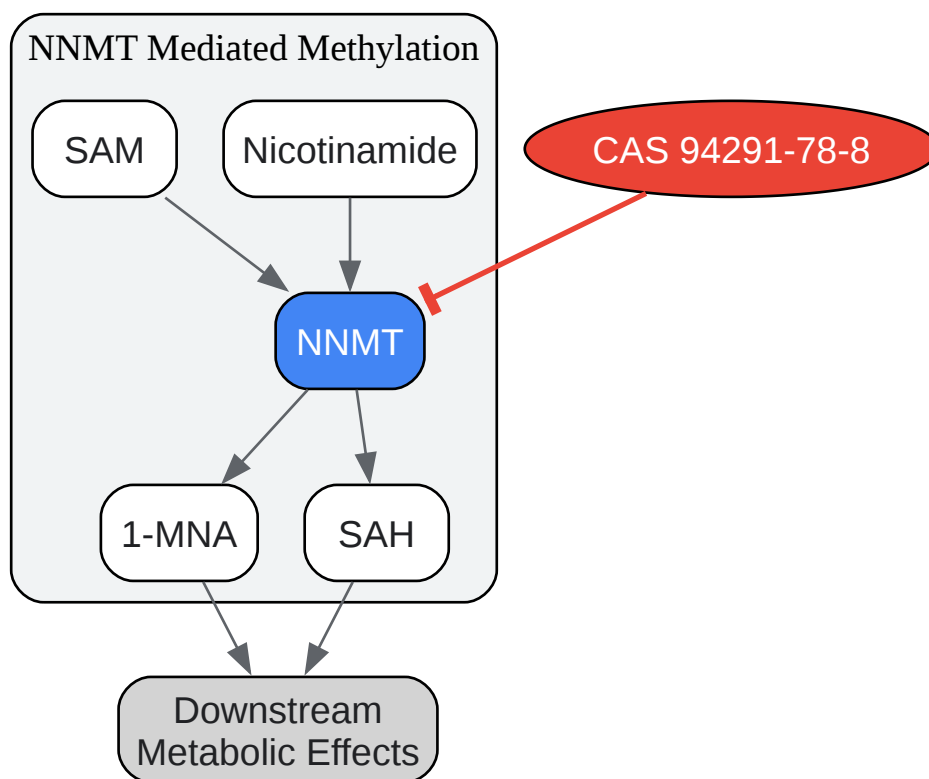 NNMT Mediated Methylation
SAM
Nicotinamide
CAS 94291-78-8
NNMT
1-MNA
SAH
Downstream
Metabolic Effects